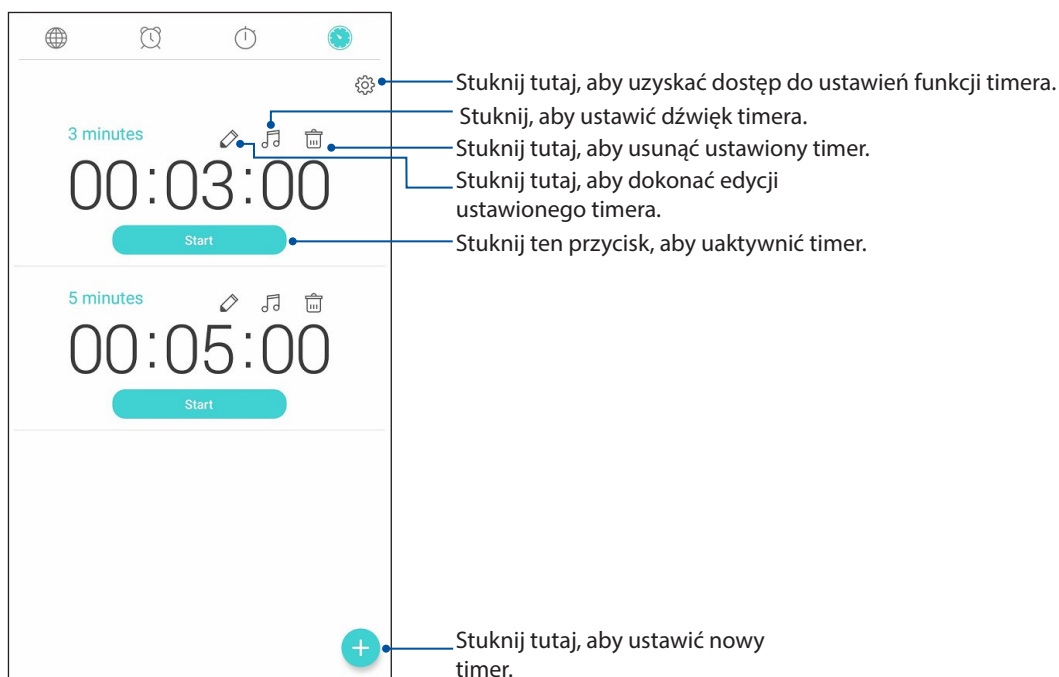 Stuknij tutaj, aby uzyskać dostęp do ustawień funkcji timera.
Stuknij, aby ustawić dźwięk timera.
3 minutes
Stuknij tutaj, aby usunąć ustawiony timer.
00:03:00
Stuknij tutaj, aby dokonać edycji
ustawionego timera.
Start
Stuknij ten przycisk, aby uaktywnić timer.
5 minutes
00:05:00
Start
Stuknij tutaj, aby ustawić nowy
timer.